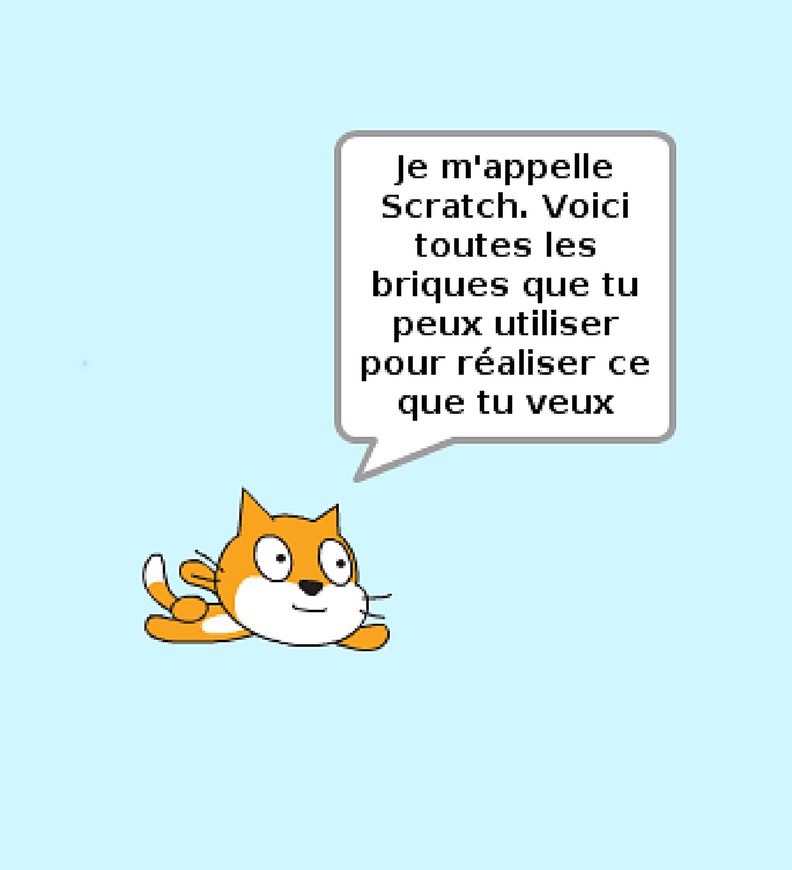 Je m'appelle
Scratch. Voici
toutes les
briques que tu
peux utiliser
pour réaliser ce
que tu veux